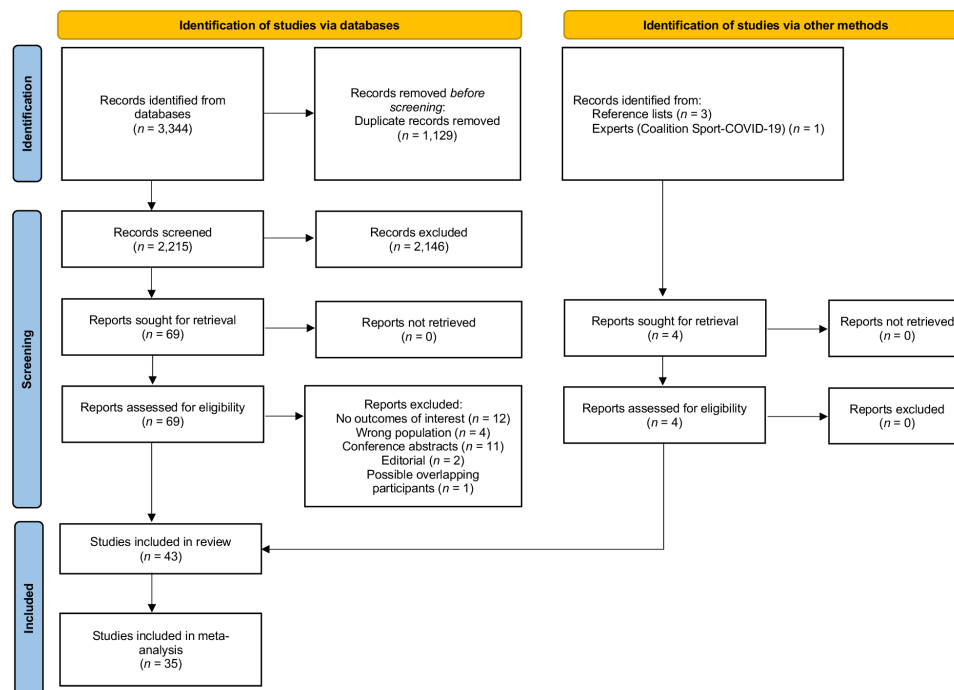 Identification of studies via databases
Identification of studies via other methods
Identification
Records identified from
databases
(n = 3,344)
Records removed before
screening:
Duplicate records removed
(n = 1,129)
Records identified from:
Reference lists (n = 3)
Experts (Coalition Sport-COVID-19) (n = 1)
Screening
Records screened
(n = 2,215)
Records excluded
(n = 2,146)
Reports sought for retrieval
(n = 69)
Reports not retrieved
(n = 0)
Reports sought for retrieval
(n = 4)
Reports not retrieved
(n = 0)
Reports assessed for eligibility
(n = 69)
Reports excluded:
No outcomes of interest (n = 12)
Wrong population (n = 4)
Conference abstracts (n = 11)
Editorial (n = 2)
Possible overlapping
participants (n = 1)
Reports assessed for eligibility
(n = 4)
Reports excluded
(n = 0)
Included
Studies included in review
(n = 43)
Studies included in meta-
analysis
(n = 35)